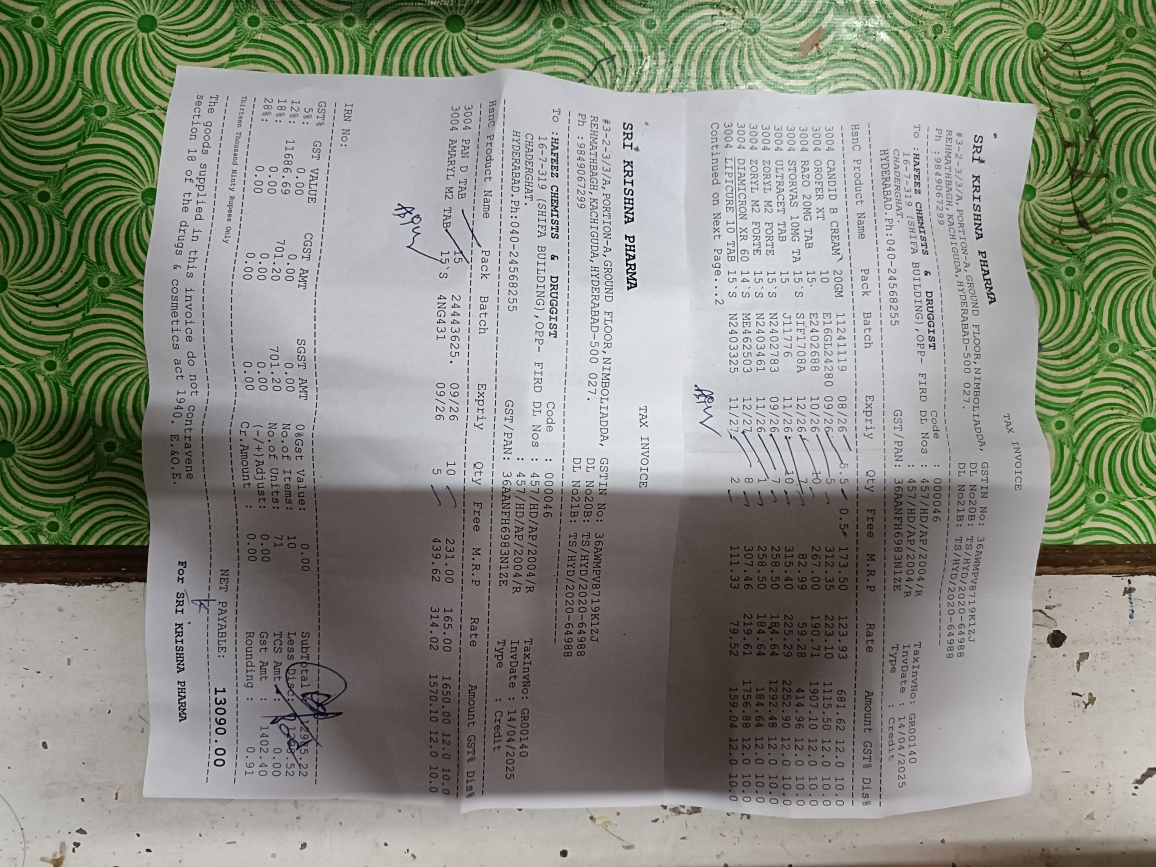 TAX INVOICE
SRI KRISHNA PHARMA
#3-2-3/3/A,PORTION-A,GROUND FLOOR,NIMBOLIADDA, GSTIN No: 36AWMPV8719K1ZJ
REHMATHBAGH,KACHIGUDA,HYDERABAD-500 027. DL No20B: TS/HYD/2020-64988
Ph :9849067299 DL No21B: TS/HYD/2020-64988
To :HAFEEZ CHEMISTS & DRUGGIST Code : 000046 TaxInvNo: GR00140
16-7-319 (SHIFA BUILDING),OPP- FIRD DL Nos : 457/HD/AP/2004/R InvDate : 14/04/2025
CHADERGHAT. : 457/HD/AP/2004/R Type : Credit
HYDERABAD.Ph:040-24568255 GST/PAN: 36AANFH6983N1ZE
HsnC Product Name Pack Batch Expriy Qty Free M.R.P Rate Amount GST% Dis%
3004 CANDID B CREAM 20GM 11241119 08/26 5.5 0.5 173.50 123.93 681.62 12.0 10.0
3004 OROFER XT 10 E16GL24280 09/26 5 312.35 223.10 1115.50 12.0 10.0
3004 RAZO 20MG TAB 15' E2402688 10/26 10 267.00 190.71 1907.10 12.0 10.0
3004 STORVAS 10MG TA 15'S SIF1708A 12/26 7 82.99 59.28 414.96 12.0 10.0
3004 ULTRACET TAB 15 J11776 11/26 10 315.40 225.29 2252.90 12.0 10.0
3004 ZORYL M2 FORTE 15'S N2402783 09/26 7 258.50 184.64 1292.48 12.0 10.0
3004 ZORYL M2 FORTE 15'S N2403461 11/26 1 258.50 184.64 184.64 12.0 10.0
3004 DIAMICRON XR 60 14'S ME462503 12/27 8 307.46 219.61 1756.88 12.0 10.0
3004 LIPICURE 10 TAB 15'S N2403325 11/27 2 111.33 79.52 159.04 12.0 10.0
Continued on Next Page...2
TAX INVOICE
SRI KRISHNA PHARMA
#3-2-3/3/A,PORTION-A,GROUND FLOOR,NIMBOLIADDA, GSTIN No: 36AWMPV8719K1ZJ
REHMATHBAGH,KACHIGUDA,HYDERABAD-500 027. DL No20B: TS/HYD/2020-64988
Ph :9849067299 DL No21B: TS/HYD/2020-64988
To :HAFEEZ CHEMISTS & DRUGGIST Code : 000046 TaxInvNo: GR00140
16-7-319 (SHIFA BUILDING),OPP- FIRD DL Nos : 457/HD/AP/2004/R InvDate : 14/04/2025
CHADERGHAT. : 457/HD/AP/2004/R Type : Credit
HYDERABAD.Ph:040-24568255 GST/PAN: 36AANFH6983N1ZE
HsnC Product Name Pack Batch Expriy Qty Free M.R.P Rate Amount GST% Dis%
3004 PAN D TAB 15 24443625. 09/26 10 231.00 165.00 1650.00 12.0 10.0
3004 AMARYL M2 TAB 15'S 4NG431 09/26 5 439.62 314.02 1570.10 12.0 10.0
IRN No:
GST% GST VALUE CGST AMT SGST AMT 0%Gst Value: 0.00 SubTotal
5%: 0.00 0.00 0.00 No.of Items: 10 Less Disc:
12%: 11686.69 701.20 701.20 No.of Units: 71 TCS Amt 0.00
18%: 0.00 0.00 0.00 (-/+)Adjust: 0.00 Gst Amt : 1402.40
28%: 0.00 0.00 0.00 Cr.Amount : 0.00 Rounding : 0.91
Thirteen Thousand Ninty Rupees Only NET PAYABLE: 13090.00
The goods supplied in this invoice do not contravene
section 18 of the drugs & cosmetics act 1940. E.&O.E. For SRI KRISHNA PHARMA